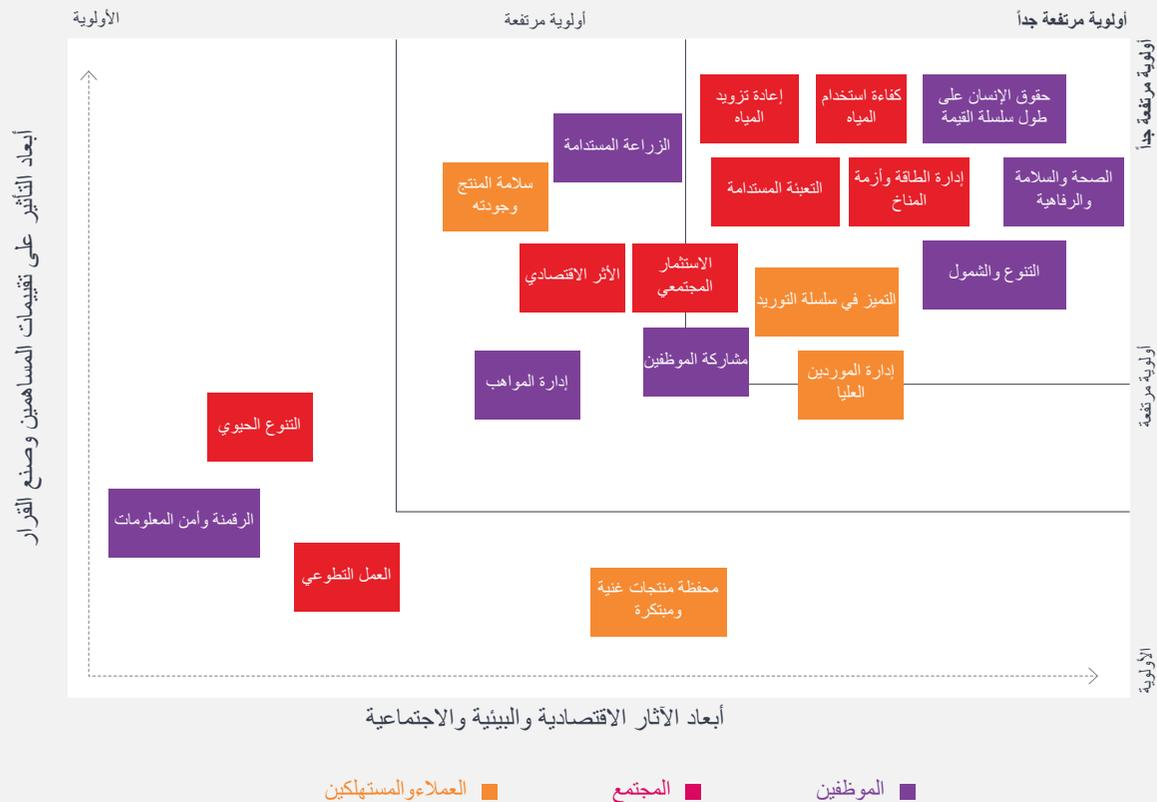 أولوية مرتفعة جداً
أولوية مرتفعة
الأولوية
أولوية مرتفعة جداً
أولوية مرتفعة
الأولوية
حقوق الإنسان على
طول سلسلة القيمة
كفاءة استخدام
المياه
إعادة تزويد
المياه
الزراعة المستدامة
الصحة والسلامة
والرفاهية
إدارة الطاقة وأزمة
المناخ
التعبئة المستدامة
سلامة المنتج
وجودته
التنوع والشمول
التميز في سلسلة التوريد
الاستثمار
المجتمعي
الأثر الاقتصادي
مشاركة الموظفين
إدارة الموردين
العليا
إدارة المواهب
التنوع الحيوي
الرقمنة وأمن المعلومات
العمل التطوعي
محفظة منتجات غنية
ومبتكرة
أبعاد التأثير على تقييمات المساهمين وصنع القرار
أبعاد الآثار الاقتصادية والبيئية والاجتماعية
الموظفين
المجتمع
العملاءوالمستهلكين